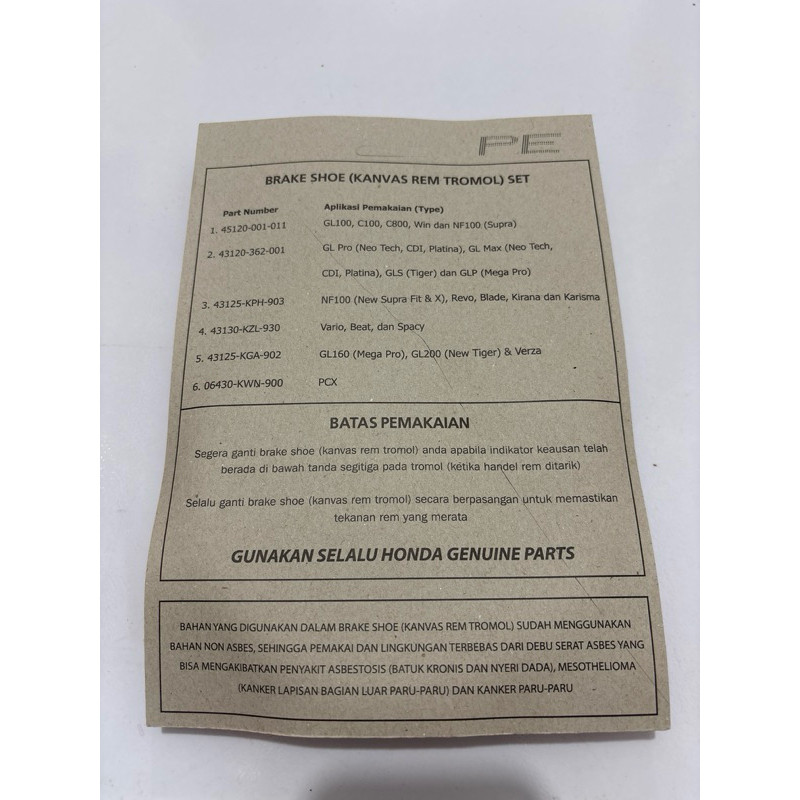 PE
BRAKE SHOE (KANVAS REM TROMOL) SET
Part Number Aplikasi Pemakaian (Type)
1. 45120-001-011 GL100, C100, C800, Win dan NF100 (Supra)
2. 43120-362-001 GL Pro (Neo Tech, CDI, Platina), GL Max (Neo Tech,
CDI, Platina), GLS (Tiger) dan GLP (Mega Pro)
3. 43125-KPH-903 NF100 (New Supra Fit & X), Revo, Blade, Kirana dan Karisma
4. 43130-KZL-930 Vario, Beat, dan Spacy
5. 43125-KGA-902 GL160 (Mega Pro), GL200 (New Tiger) & Verza
6. 06430-KWN-900 PCX
BATAS PEMAKAIAN
Segera ganti brake shoe (kanvas rem tromol) anda apabila indikator keausan telah
berada di bawah tanda segitiga pada tromol (ketika handel rem ditarik)
Selalu ganti brake shoe (kanvas rem tromol) secara berpasangan untuk memastikan
tekanan rem yang merata
GUNAKAN SELALU HONDA GENUINE PARTS
BAHAN YANG DIGUNAKAN DALAM BRAKE SHOE (KANVAS REM TROMOL) SUDAH MENGGUNAKAN
BAHAN NON ASBES, SEHINGGA PEMAKAI DAN LINGKUNGAN TERBEBAS DARI DEBU SERAT ASBES YANG
BISA MENGAKIBATKAN PENYAKIT ASBESTOSIS (BATUK KRONIS DAN NYERI DADA), MESOTHELIOMA
(KANKER LAPISAN BAGIAN LUAR PARU-PARU) DAN KANKER PARU-PARU